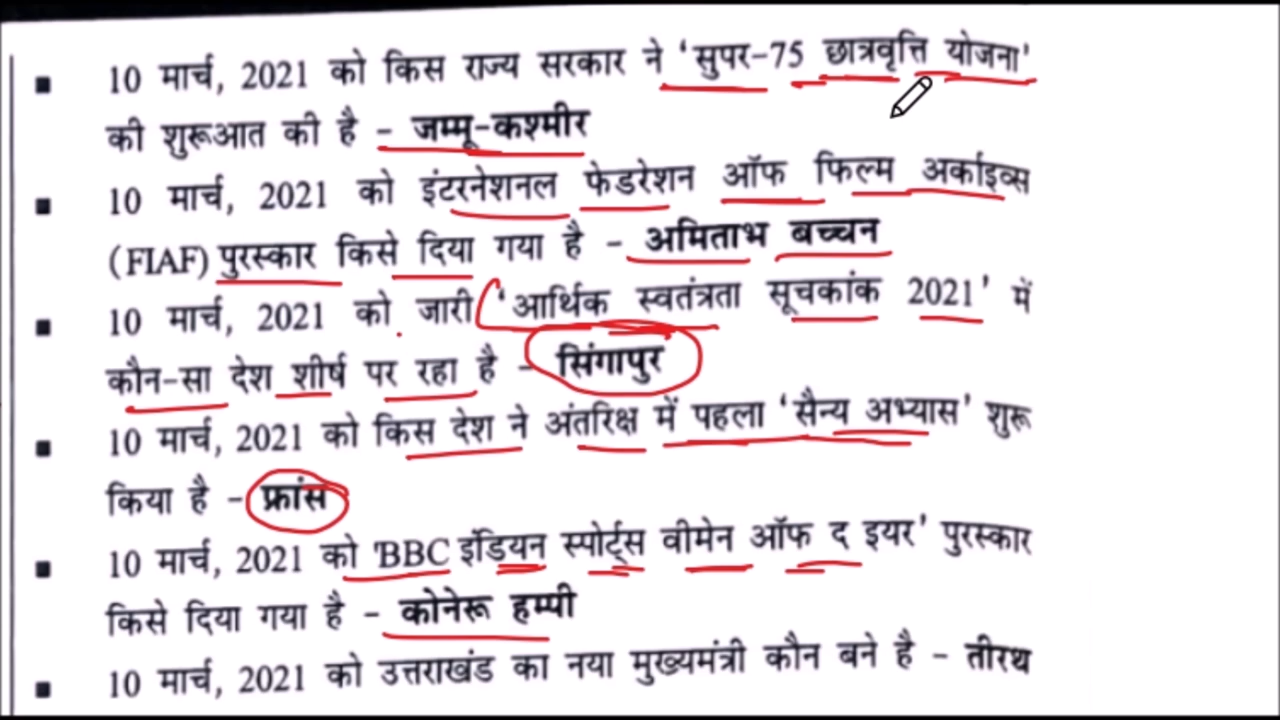 ▪ 10 मार्च, 2021 को किस राज्य सरकार ने ‘सुपर-75 छात्रवृत्ति योजना’
की शुरूआत की है - जम्मू-कश्मीर
▪ 10 मार्च, 2021 को इंटरनेशनल फेडरेशन ऑफ फिल्म अर्काइव्स
(FIAF) पुरस्कार किसे दिया गया है - अमिताभ बच्चन
▪ 10 मार्च, 2021 को जारी ‘आर्थिक स्वतंत्रता सूचकांक 2021’ में
कौन-सा देश शीर्ष पर रहा है - सिंगापुर
▪ 10 मार्च, 2021 को किस देश ने अंतरिक्ष में पहला ‘सैन्य अभ्यास’ शुरू
किया है - फ्रांस
▪ 10 मार्च, 2021 को 'BBC इंडियन स्पोर्ट्स वीमेन ऑफ द इयर’ पुरस्कार
किसे दिया गया है - कोनेरू हम्पी
▪ 10 मार्च, 2021 को उत्तराखंड का नया मुख्यमंत्री कौन बने है - तीरथ